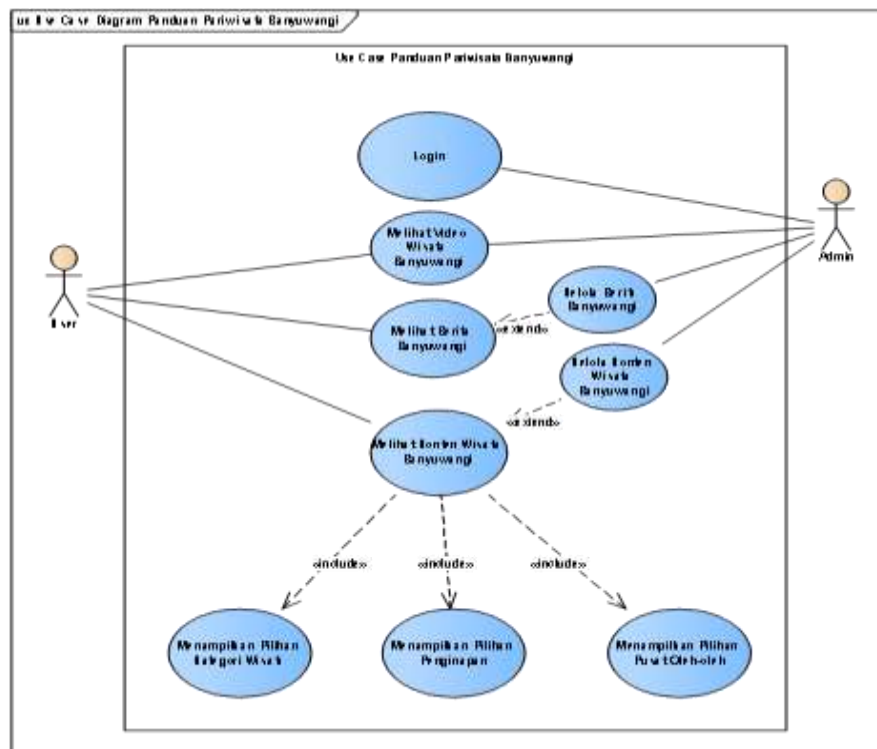 uc Use Case Diagram Panduan Pariwisata Banyuwangi
Use Case Panduan Pariwisata Banyuwangi
Login
Melihat Video
Wisata
Banyuwangi
Admin
User
Kelola Berita
Banyuwangi
Melihat Berita
Banyuwangi
«extend»
Kelola Konten
Wisata
Banyuwangi
«extend»
Melihat Konten Wisata
Banyuwangi
«include»
«include»
«include»
Menampilkan Pilihan
Kategori Wisata
Menampilkan Pilihan
Penginapan
Menampilkan Pilihan
Pusat Oleh-oleh